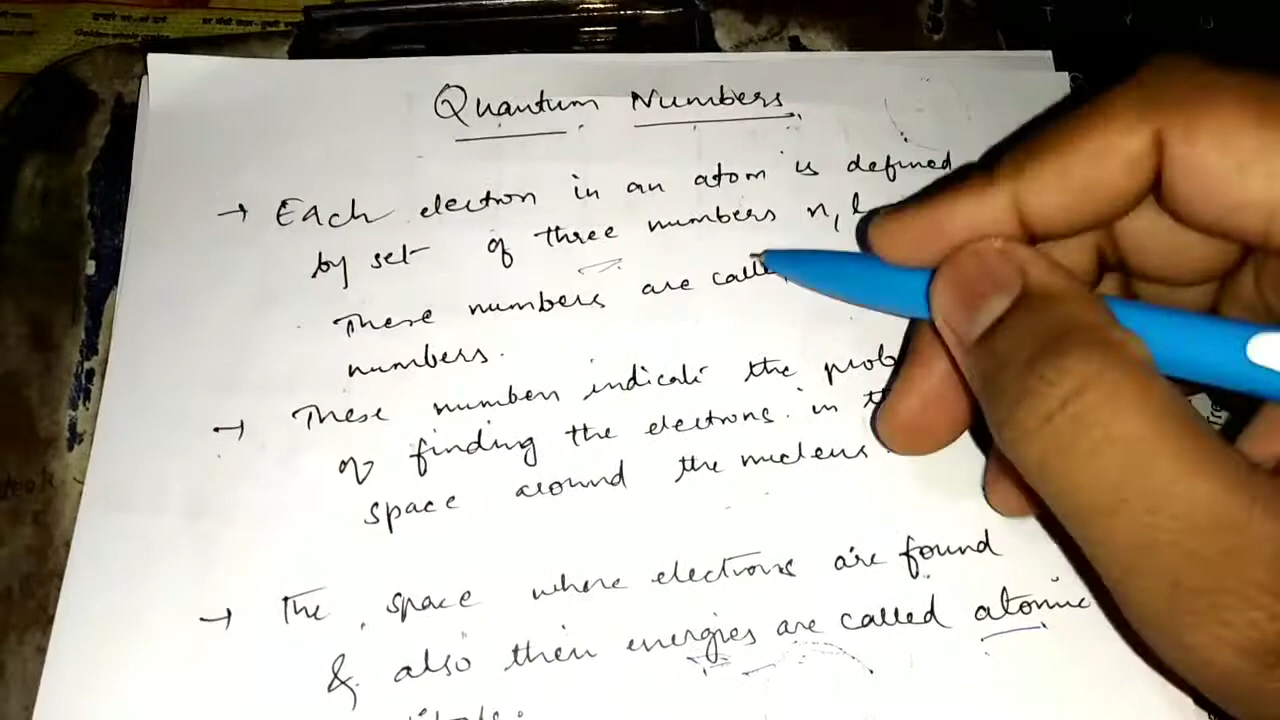 Quantum Numbers
→ Each electron in an atom is defined
by set of three numbers n, l
These numbers are calle
numbers.
→ These numbers indicate the prob
of finding the electrons. in t
space around the nucleus.
→ The space where electrons are found
& also their energies are called atomic